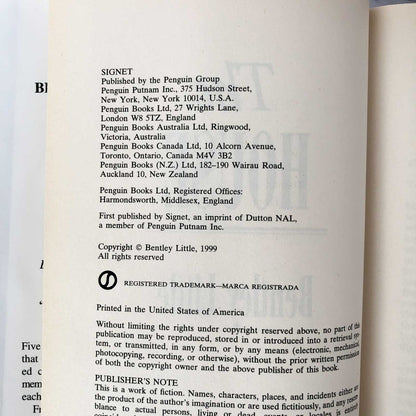 SIGNET
Published by the Penguin Group
Penguin Putnam Inc., 375 Hudson Street,
New York, New York 10014, U.S.A.
Penguin Books Ltd, 27 Wrights Lane,
London W8 5TZ, England
Penguin Books Australia Ltd, Ringwood,
Victoria, Australia
Penguin Books Canada Ltd, 10 Alcorn Avenue,
Toronto, Ontario, Canada M4V 3B2
Penguin Books (N.Z.) Ltd, 182–190 Wairau Road,
Auckland 10, New Zealand
Penguin Books Ltd, Registered Offices:
Harmondsworth, Middlesex, England
First published by Signet, an imprint of Dutton NAL,
a member of Penguin Putnam Inc.
Copyright © Bentley Little, 1999
All rights reserved
REGISTERED TRADEMARK—MARCA REGISTRADA
Printed in the United States of America
Without limiting the rights under copyright reserved above, no part of this
publication may be reproduced, stored in or introduced into a retrieval sys-
tem, or transmitted, in any form, or by any means (electronic, mechanical,
photocopying, recording, or otherwise), without the prior written permission
of both the copyright owner and the above publisher of this book.
PUBLISHER'S NOTE
This is a work of fiction. Names, characters, places, and incidents either are
the product of the author's imagination or are used fictitiously, and any resem-
blance to actual persons, living or dead,
Five
that
ed c
mem
Fr